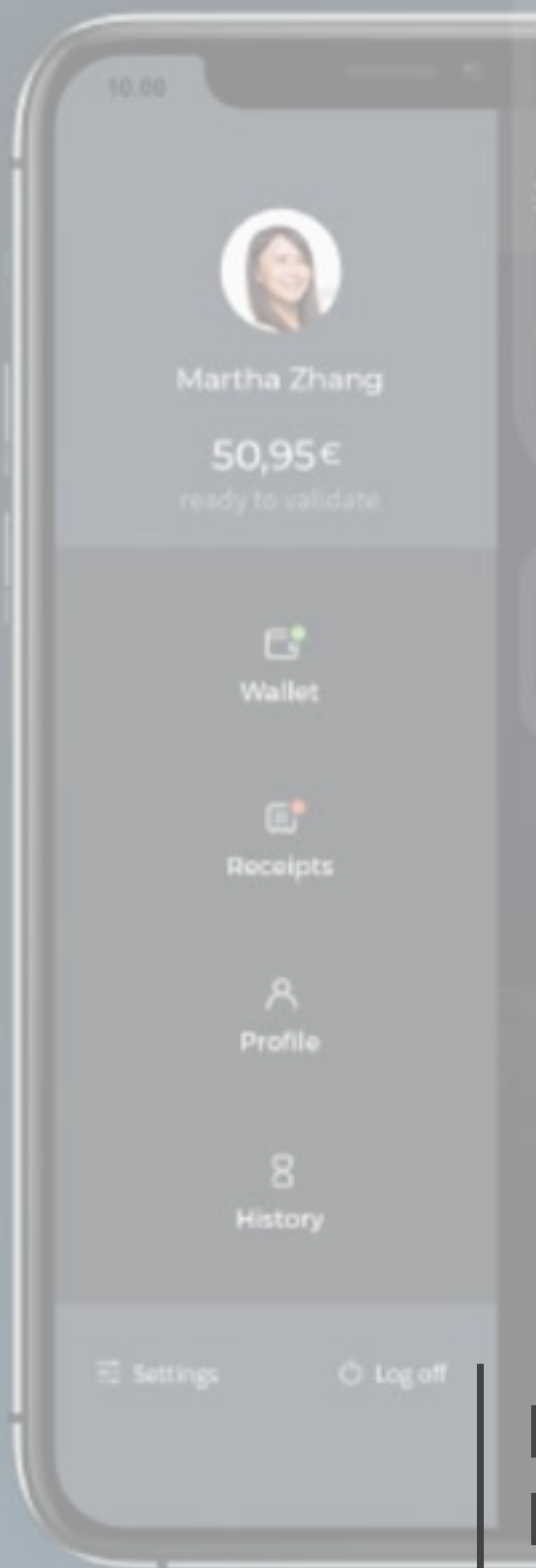 10.00
Martha Zhang
50,95€
ready to validate
Wallet
Receipts
Profile
History
Settings
Log off